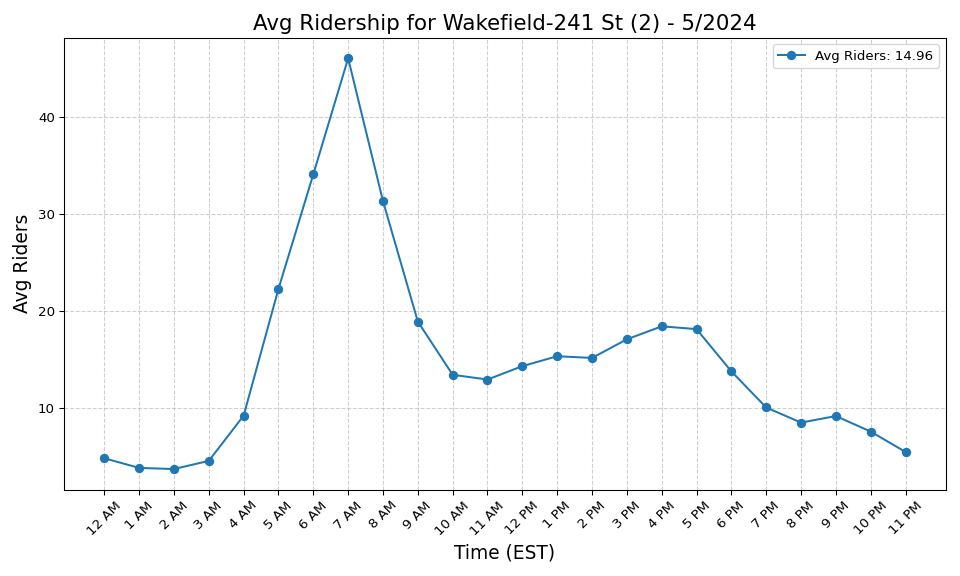 Avg Ridership for Wakefield-241 St (2) - 5/2024
Avg Riders: 14.96
Avg Riders
40
30
20
10
12 AM
1 AM
2 AM
3 AM
4 AM
5 AM
6 AM
7 AM
8 AM
9 AM
10 AM
11 AM
12 PM
1 PM
2 PM
3 PM
4 PM
5 PM
6 PM
7 PM
8 PM
9 PM
10 PM
11 PM
Time (EST)